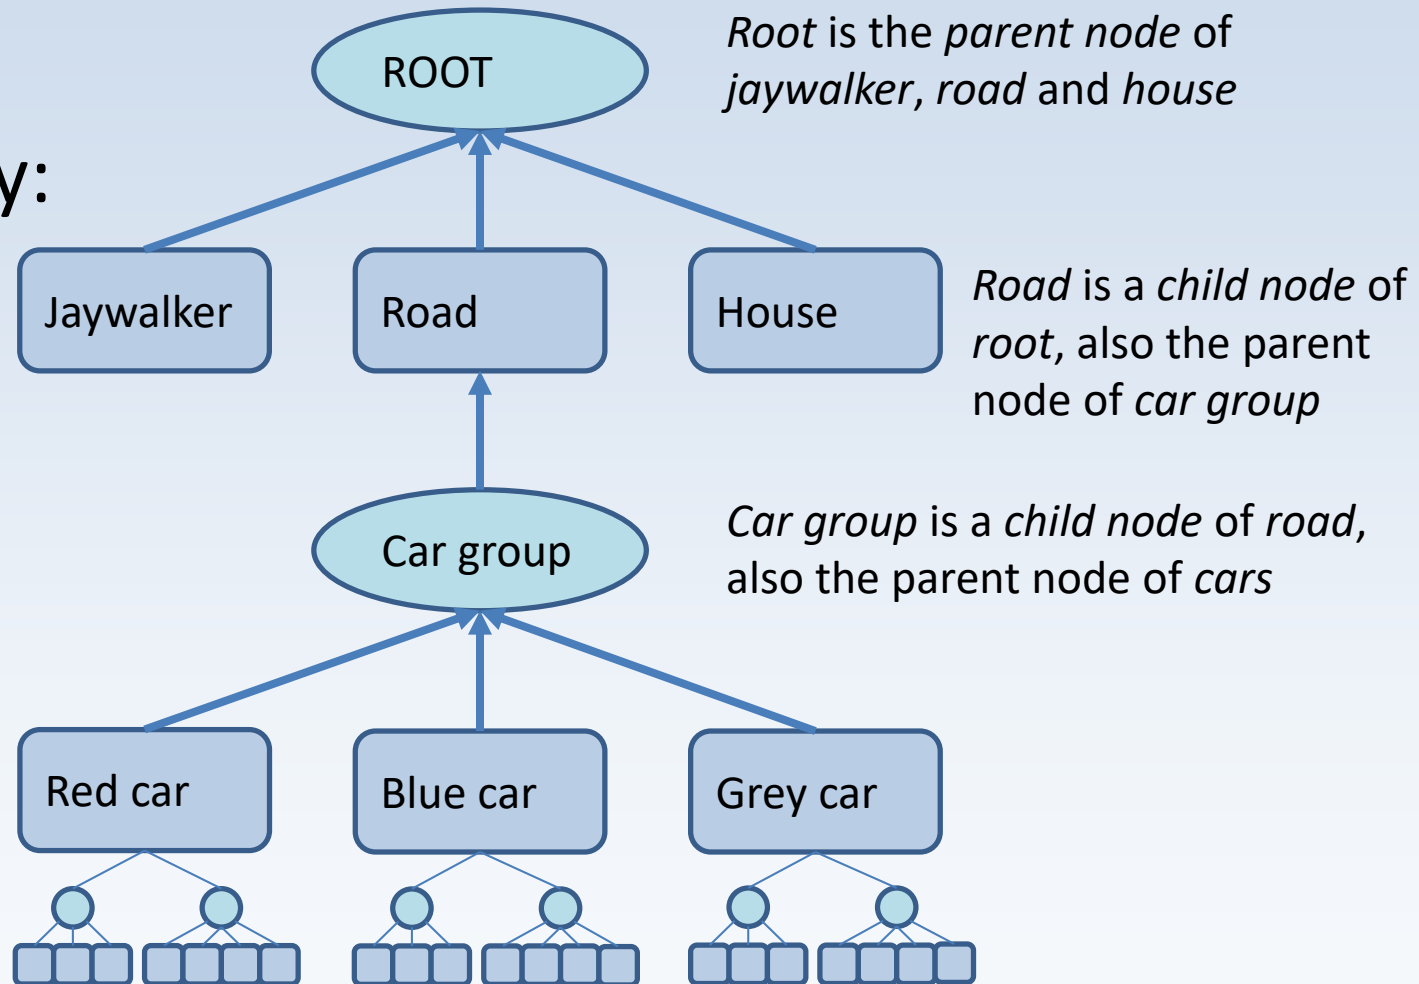 ROOT
Root is the parent node of
jaywalker, road and house
y:
Jaywalker
Road
House
Road is a child node of
root, also the parent
node of car group
Car group
Car group is a child node of road,
also the parent node of cars
Red car
Blue car
Grey car